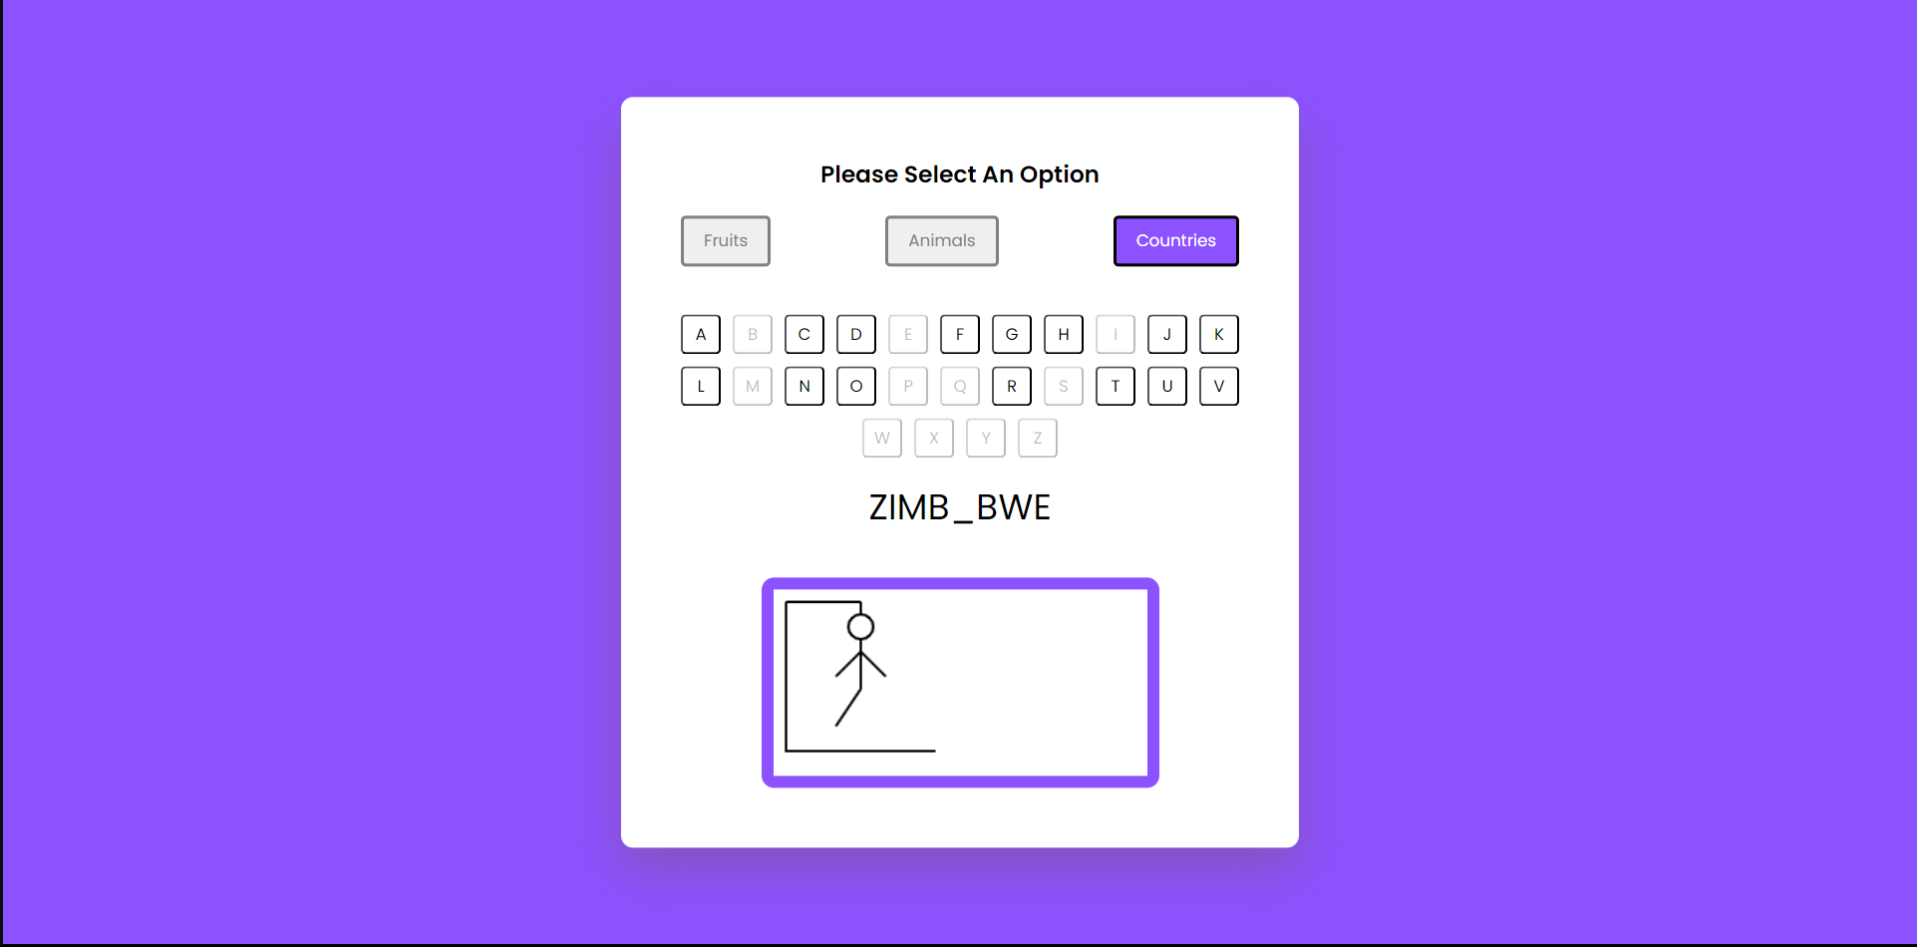 Please Select An Option
Fruits Animals Countries
A B C D E F G H I J K
L M N O P Q R S T U V
W X Y Z
ZIMB_BWE